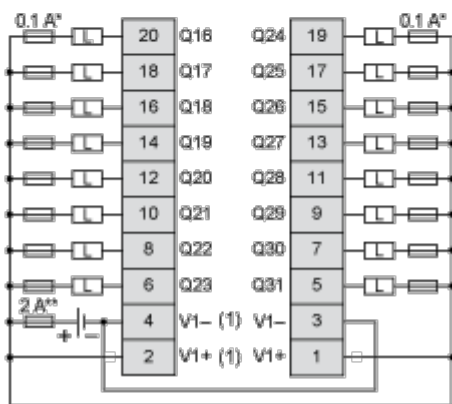 0.1 A* 0.1 A*
L 20 Q16 Q24 19 L
L 18 Q17 Q25 17 L
L 16 Q18 Q26 15 L
L 14 Q19 Q27 13 L
L 12 Q20 Q28 11 L
L 10 Q21 Q29 9 L
L 8 Q22 Q30 7 L
L 6 Q23 Q31 5 L
2 A**
+ − 4 V1− (1) V1− 3
2 V1+ (1) V1+ 1